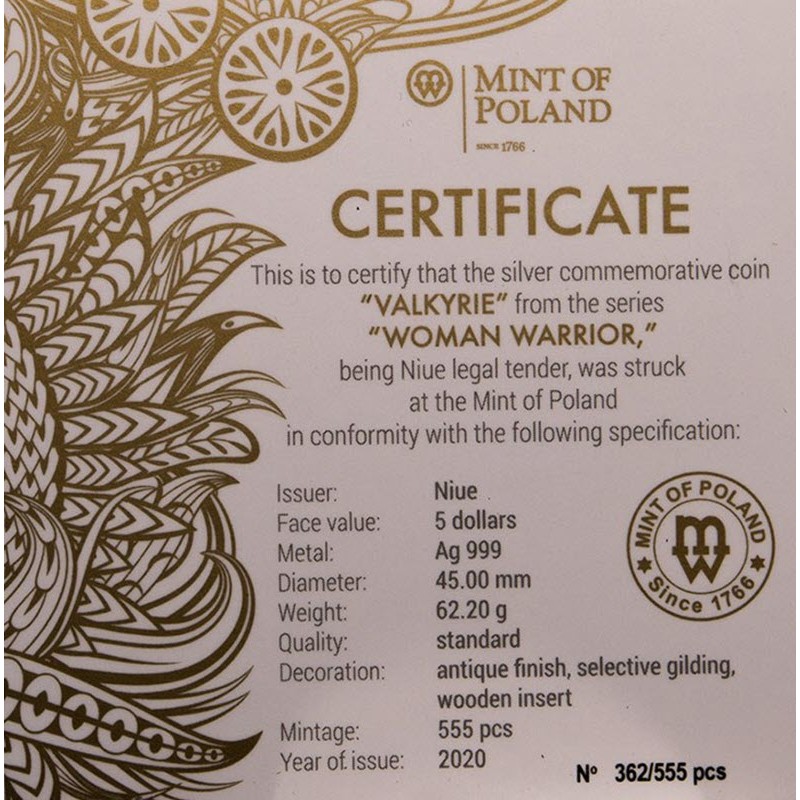 MINT OF
POLAND
SINCE 1766
CERTIFICATE
This is to certify that the silver commemorative coin
"VALKYRIE" from the series
"WOMAN WARRIOR,"
being Niue legal tender, was struck
at the Mint of Poland
in conformity with the following specification:
Issuer: Niue
Face value: 5 dollars
Metal: Ag 999
Diameter: 45.00 mm
Weight: 62.20 g
Quality: standard
Decoration: antique finish, selective gilding,
wooden insert
Mintage: 555 pcs
Year of issue: 2020
MINT OF POLAND
MW
Since 1766
Nº 362/555 pcs